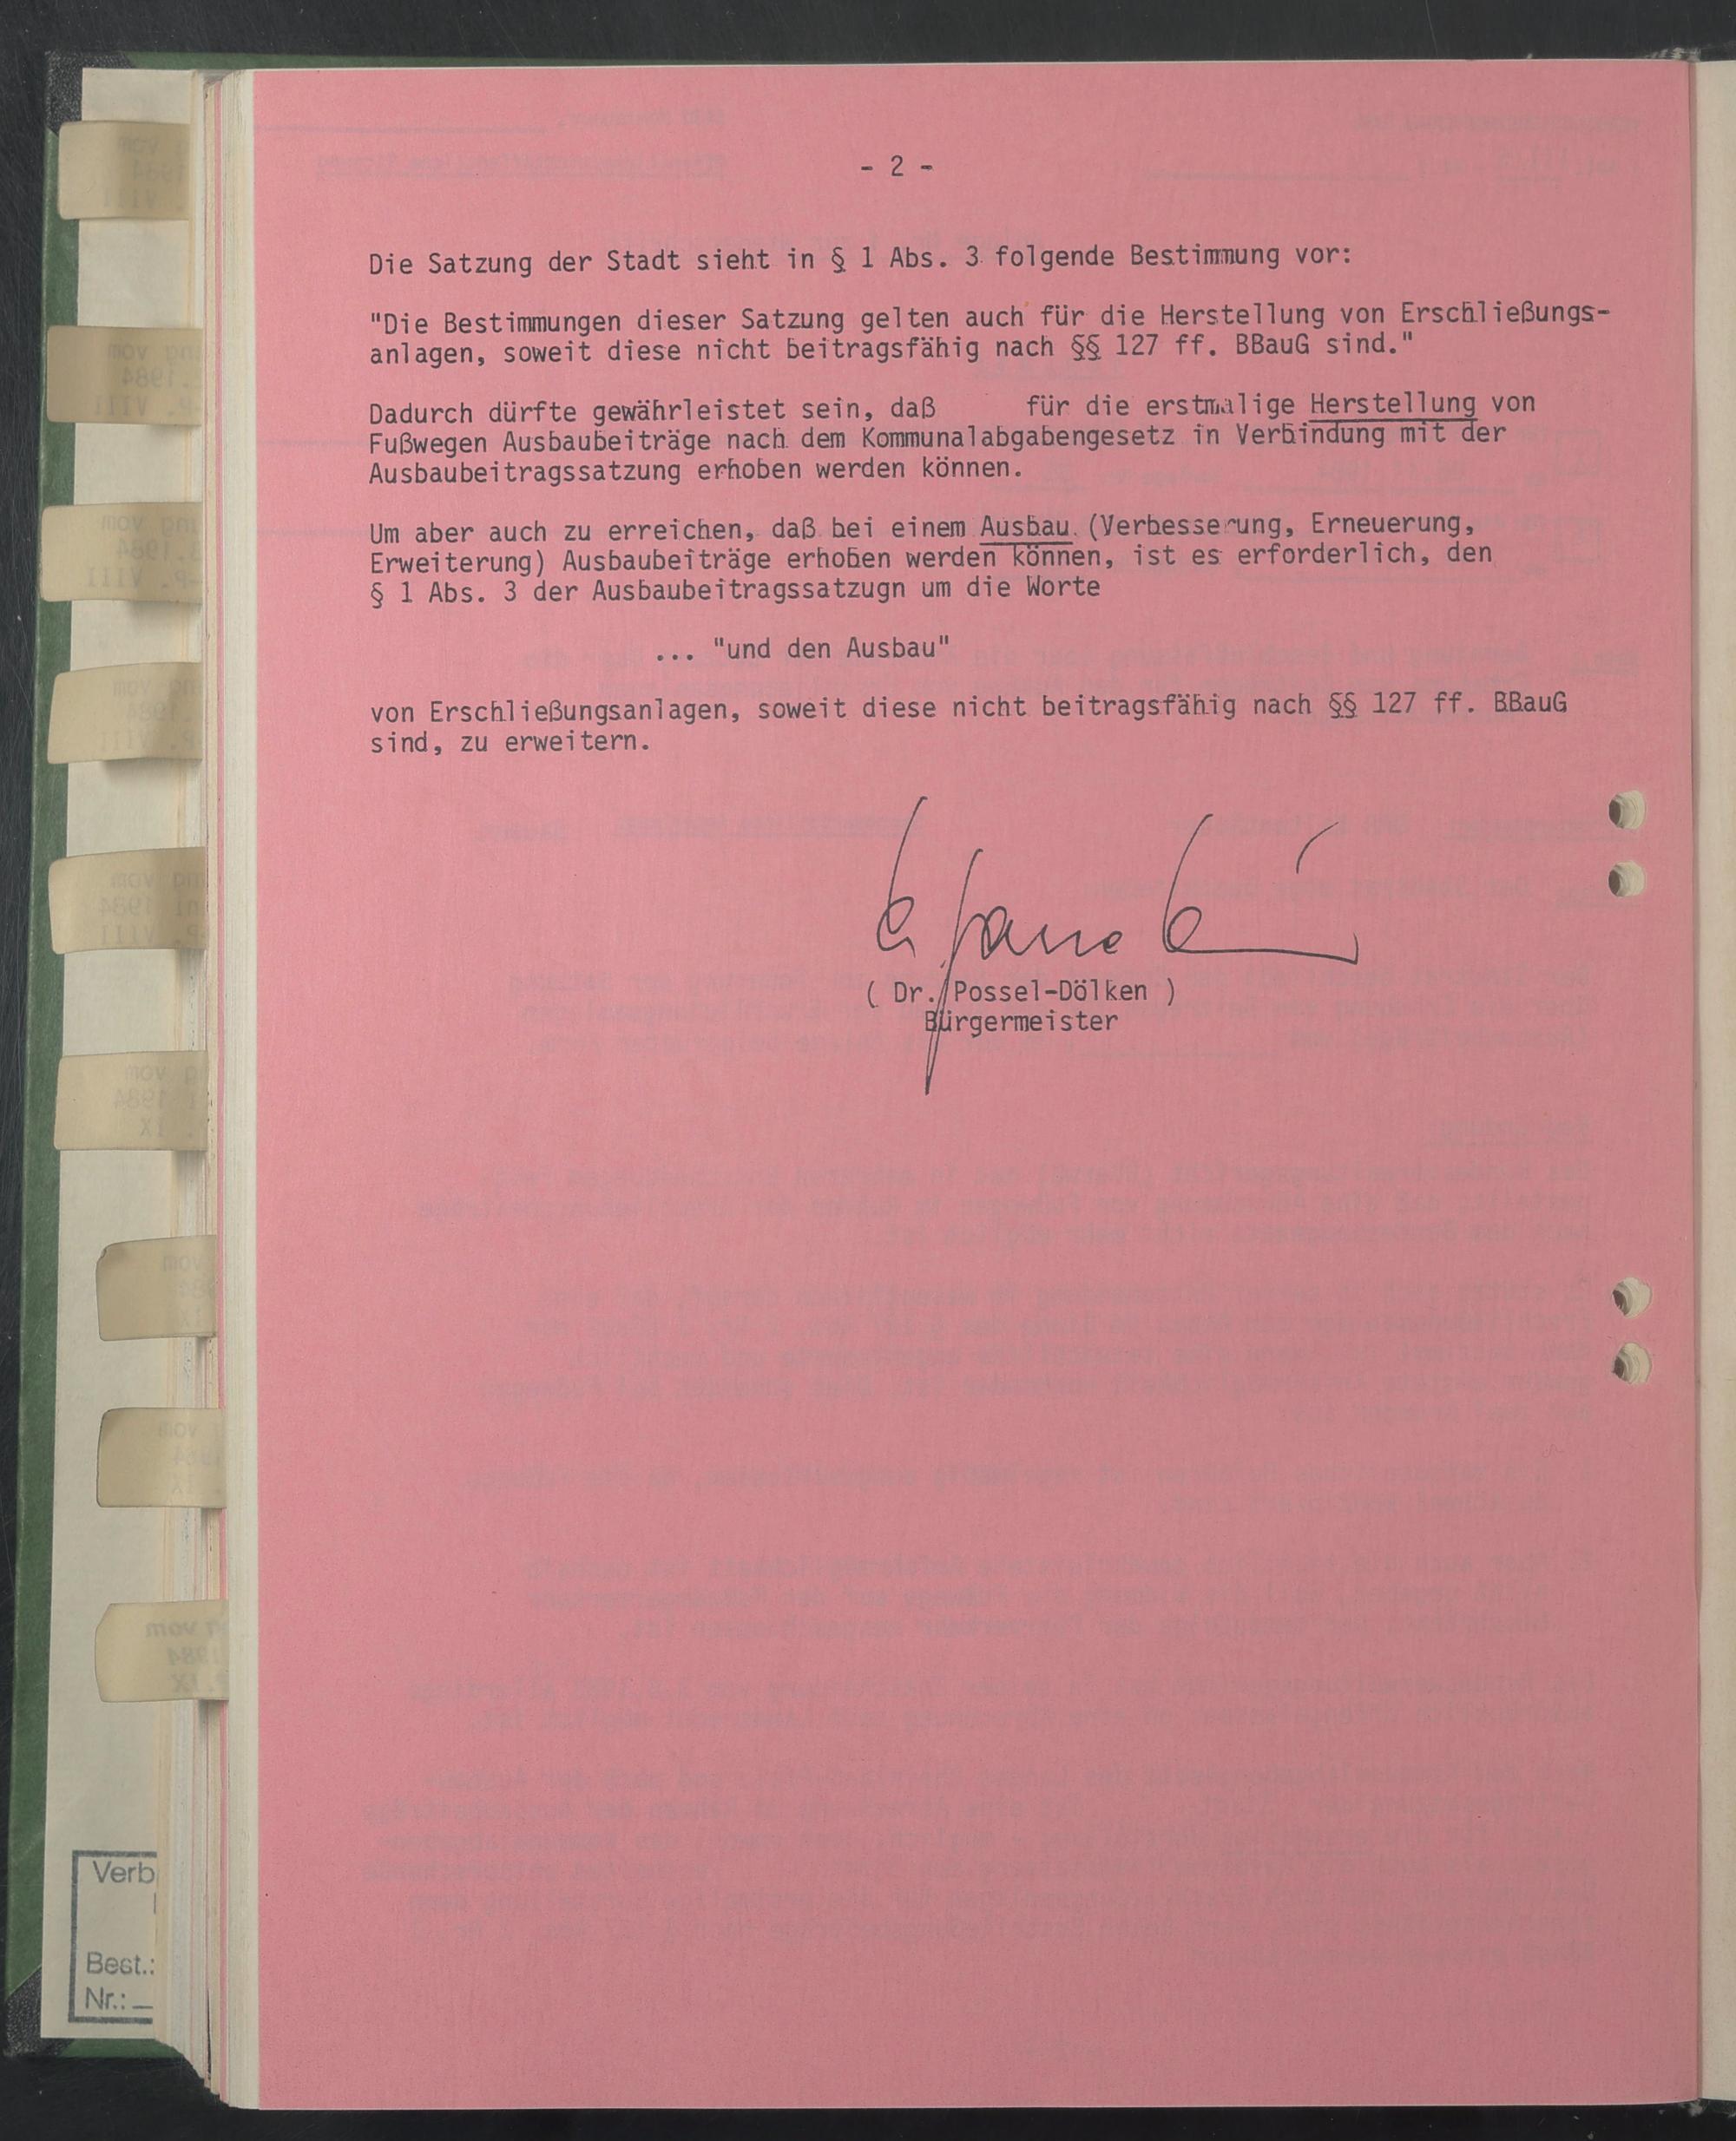 - 2 -
Die Satzung der Stadt sieht in § 1 Abs. 3 folgende Bestimmung vor:
"Die Bestimmungen dieser Satzung gelten auch für die Herstellung von Erschließungs-
anlagen, soweit diese nicht beitragsfähig nach §§ 127 ff. BBauG sind."
Dadurch dürfte gewährleistet sein, daß für die erstmalige Herstellung von
Fußwegen Ausbaubeiträge nach dem Kommunalabgabengesetz in Verbindung mit der
Ausbaubeitragssatzung erhoben werden können.
Um aber auch zu erreichen, daß bei einem Ausbau (Verbesserung, Erneuerung,
Erweiterung) Ausbaubeiträge erhoben werden können, ist es erforderlich, den
§ 1 Abs. 3 der Ausbaubeitragssatzugn um die Worte
... "und den Ausbau"
von Erschließungsanlagen, soweit diese nicht beitragsfähig nach §§ 127 ff. BBauG
sind, zu erweitern.
( Dr. Possel-Dölken )
Bürgermeister
Verb
Best.:
Nr.: